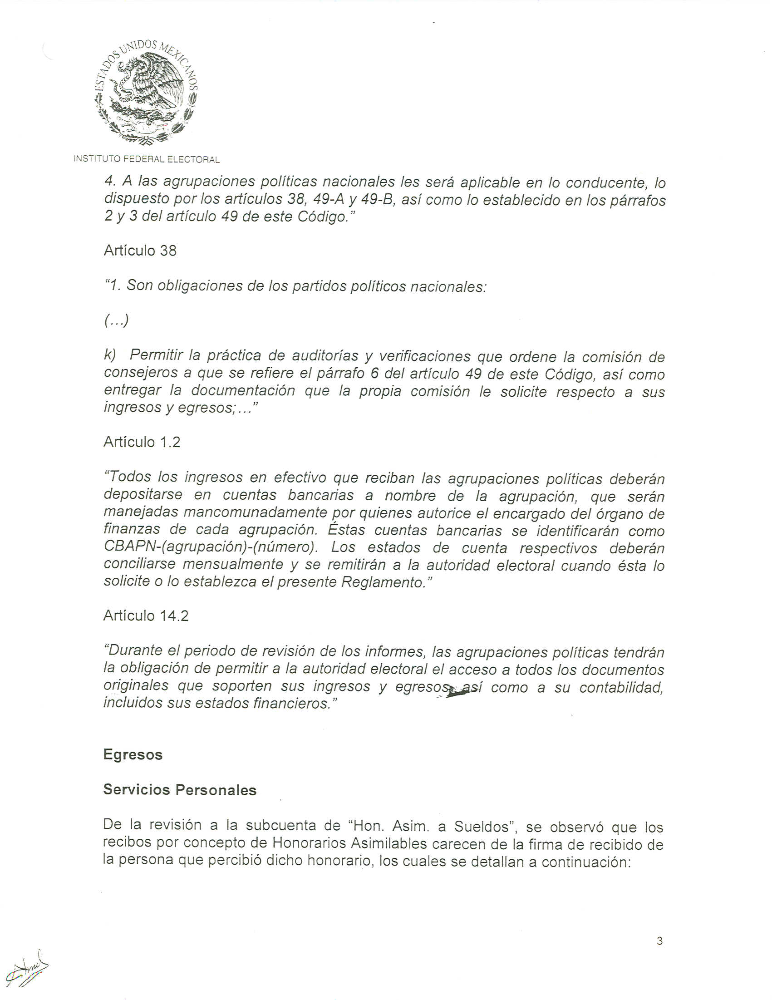 ESTADOS UNIDOS MEXICANOS
INSTITUTO FEDERAL ELECTORAL
4. A las agrupaciones políticas nacionales les será aplicable en lo conducente, lo
dispuesto por los artículos 38, 49-A y 49-B, así como lo establecido en los párrafos
2 y 3 del artículo 49 de este Código.”
Artículo 38
“1. Son obligaciones de los partidos políticos nacionales:
(...)
k) Permitir la práctica de auditorías y verificaciones que ordene la comisión de
consejeros a que se refiere el párrafo 6 del artículo 49 de este Código, así como
entregar la documentación que la propia comisión le solicite respecto a sus
ingresos y egresos;...”
Artículo 1.2
“Todos los ingresos en efectivo que reciban las agrupaciones políticas deberán
depositarse en cuentas bancarias a nombre de la agrupación, que serán
manejadas mancomunadamente por quienes autorice el encargado del órgano de
finanzas de cada agrupación. Éstas cuentas bancarias se identificarán como
CBAPN-(agrupación)-(número). Los estados de cuenta respectivos deberán
conciliarse mensualmente y se remitirán a la autoridad electoral cuando ésta lo
solicite o lo establezca el presente Reglamento.”
Artículo 14.2
“Durante el periodo de revisión de los informes, las agrupaciones políticas tendrán
la obligación de permitir a la autoridad electoral el acceso a todos los documentos
originales que soporten sus ingresos y egresos, así como a su contabilidad,
incluidos sus estados financieros.”
Egresos
Servicios Personales
De la revisión a la subcuenta de “Hon. Asim. a Sueldos”, se observó que los
recibos por concepto de Honorarios Asimilables carecen de la firma de recibido de
la persona que percibió dicho honorario, los cuales se detallan a continuación:
3